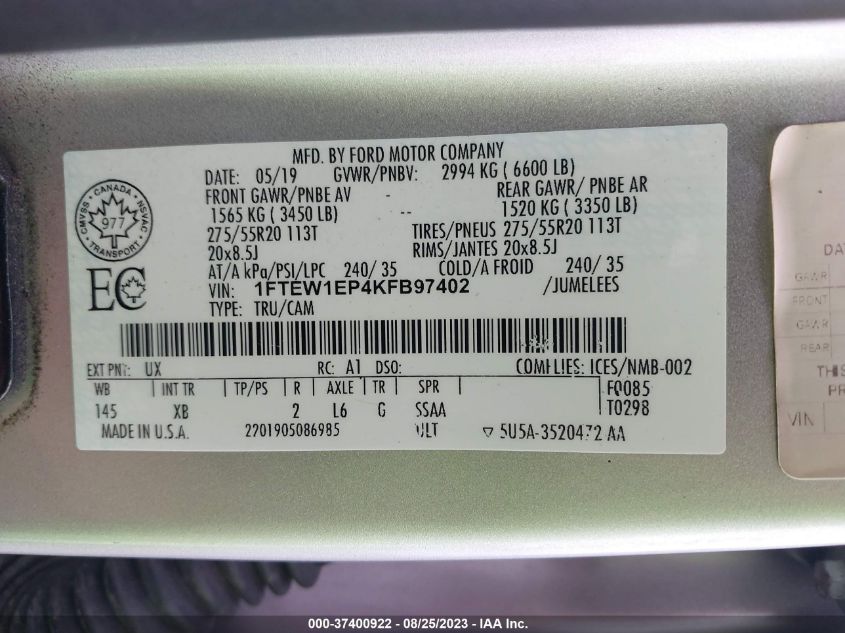 MFD. BY FORD MOTOR COMPANY
DATE: 05/19 GVWR/PNBV: 2994 KG ( 6600 LB)
FRONT GAWR/PNBE AV - REAR GAWR/ PNBE AR
1565 KG ( 3450 LB) -- 1520 KG ( 3350 LB)
275/55R20 113T TIRES/PNEUS 275/55R20 113T
20x8.5J RIMS/JANTES 20x8.5J
AT/A kPa/PSI/LPC 240/ 35 COLD/A FROID 240/ 35
VIN: 1FTEW1EP4KFB97402 /JUMELEES
TYPE: TRU/CAM
CMVSS · CANADA · NSVAC
977
TRANSPORT
EC
EXT PNT: UX RC: A1 DSO: COMPLIES: ICES/NMB-002
WB INT TR TP/PS R AXLE TR SPR F0085
145 XB 2 L6 G SSAA T0298
MADE IN U.S.A. 2701905086985 ULT ▽ 5U5A-3520472 AA
GAWR
FRONT
GAWR
REAR
VIN
000-37400922 - 08/25/2023 - IAA Inc.